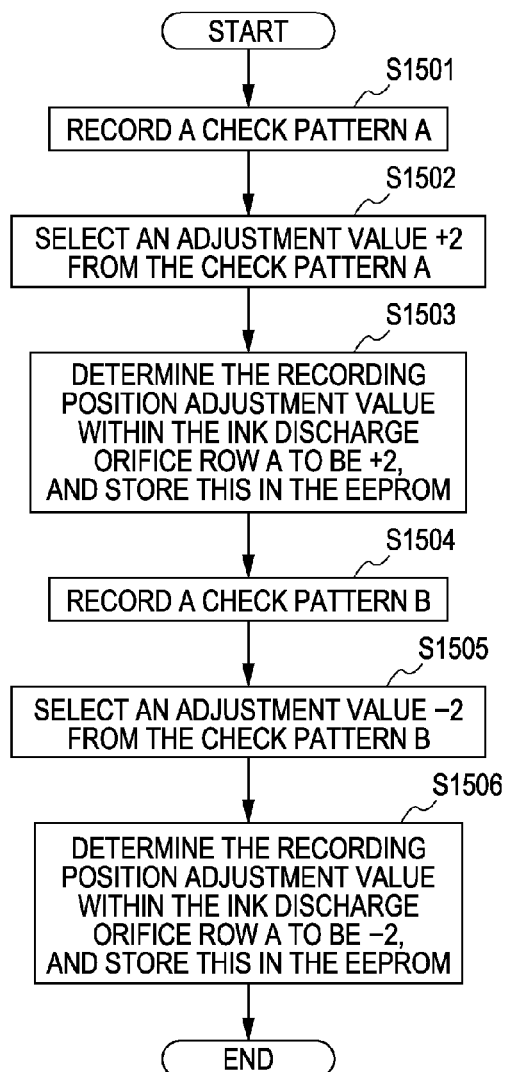 START
S1501
RECORD A CHECK PATTERN A
S1502
SELECT AN ADJUSTMENT VALUE +2
FROM THE CHECK PATTERN A
S1503
DETERMINE THE RECORDING
POSITION ADJUSTMENT VALUE
WITHIN THE INK DISCHARGE
ORIFICE ROW A TO BE +2,
AND STORE THIS IN THE EEPROM
S1504
RECORD A CHECK PATTERN B
S1505
SELECT AN ADJUSTMENT VALUE −2
FROM THE CHECK PATTERN B
S1506
DETERMINE THE RECORDING
POSITION ADJUSTMENT VALUE
WITHIN THE INK DISCHARGE
ORIFICE ROW A TO BE −2,
AND STORE THIS IN THE EEPROM
END